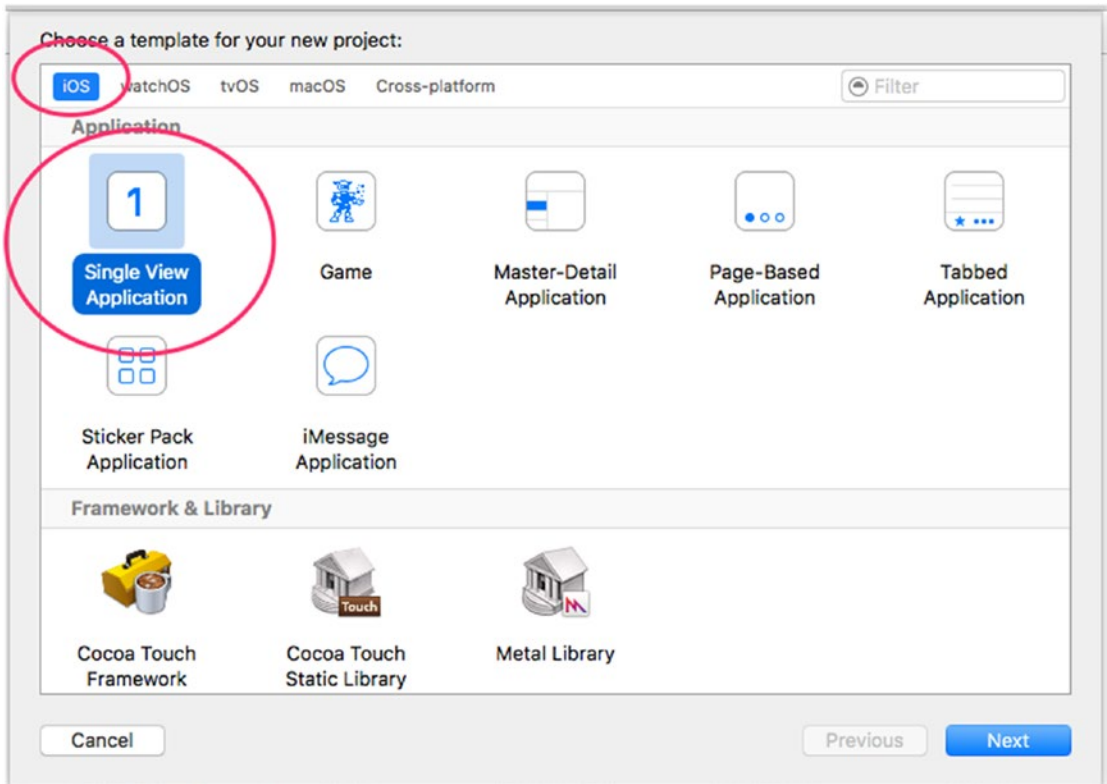 Choose a template for your new project:
iOS watchOS tvOS macOS Cross-platform Filter
Application
1
Single View
Application
Game
Master-Detail
Application
Page-Based
Application
Tabbed
Application
Sticker Pack
Application
iMessage
Application
Framework & Library
Touch
Cocoa Touch
Framework
Cocoa Touch
Static Library
Metal Library
Cancel Previous Next